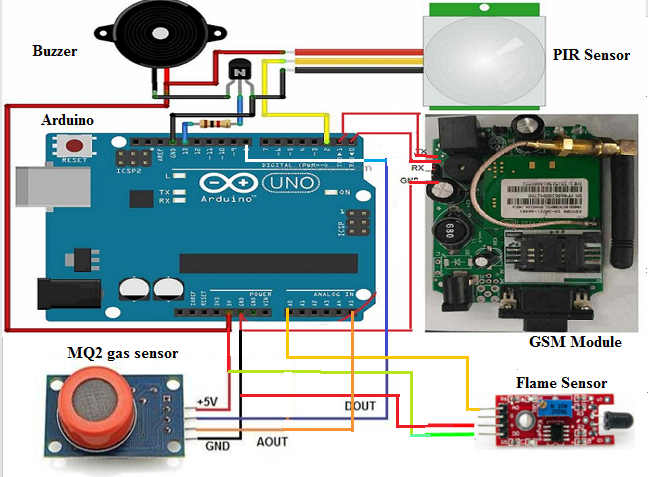 Buzzer
PIR Sensor
N
Arduino
RESET
ICSP2
AREF
GND
13
12
11
10
9
8
7
6
5
4
3
2
TX
RX
GND
L
DIGITAL (PWM~)
TX
RX
Arduino
UNO
ON
ICSP
1
680
POWER
ANALOG IN
IOREF
RESET
3V3
5V
GND
GND
VIN
A0
A1
A2
A3
A4
A5
GSM Module
MQ2 gas sensor
Flame Sensor
+5V
DOUT
AOUT
GND